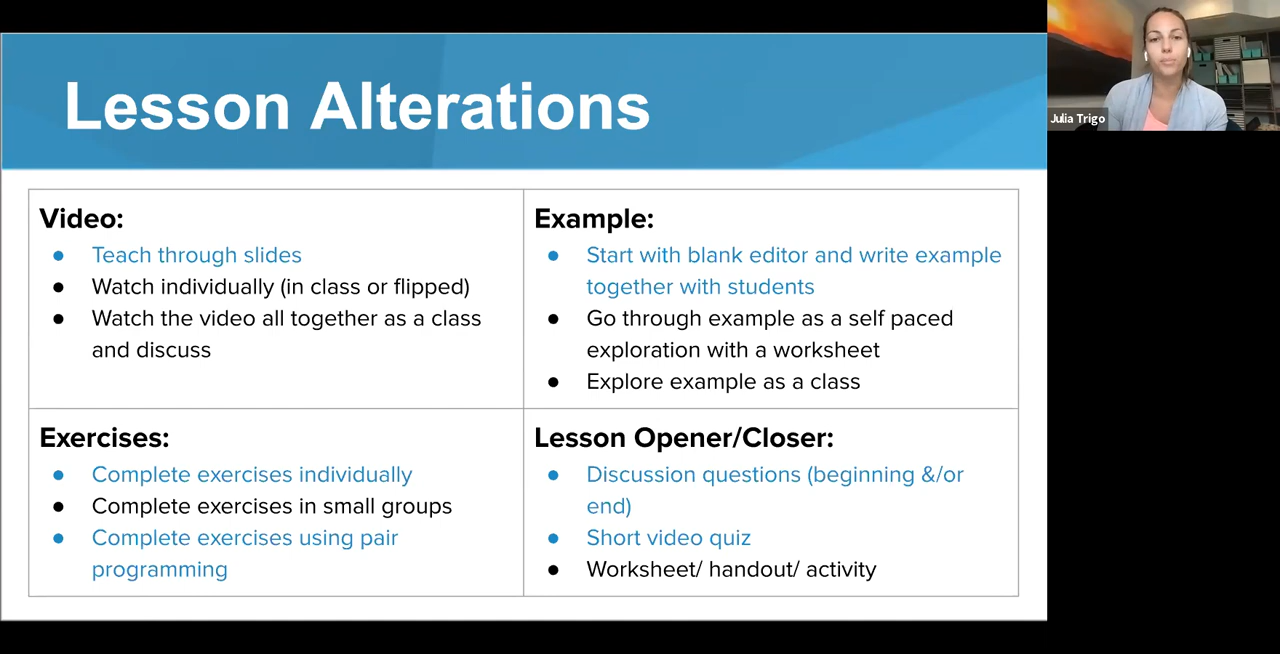 Lesson Alterations
Julia Trigo
Video:
● Teach through slides
● Watch individually (in class or flipped)
● Watch the video all together as a class
and discuss
Example:
● Start with blank editor and write example
together with students
● Go through example as a self paced
exploration with a worksheet
● Explore example as a class
Exercises:
● Complete exercises individually
● Complete exercises in small groups
● Complete exercises using pair
programming
Lesson Opener/Closer:
● Discussion questions (beginning &/or
end)
● Short video quiz
● Worksheet/ handout/ activity